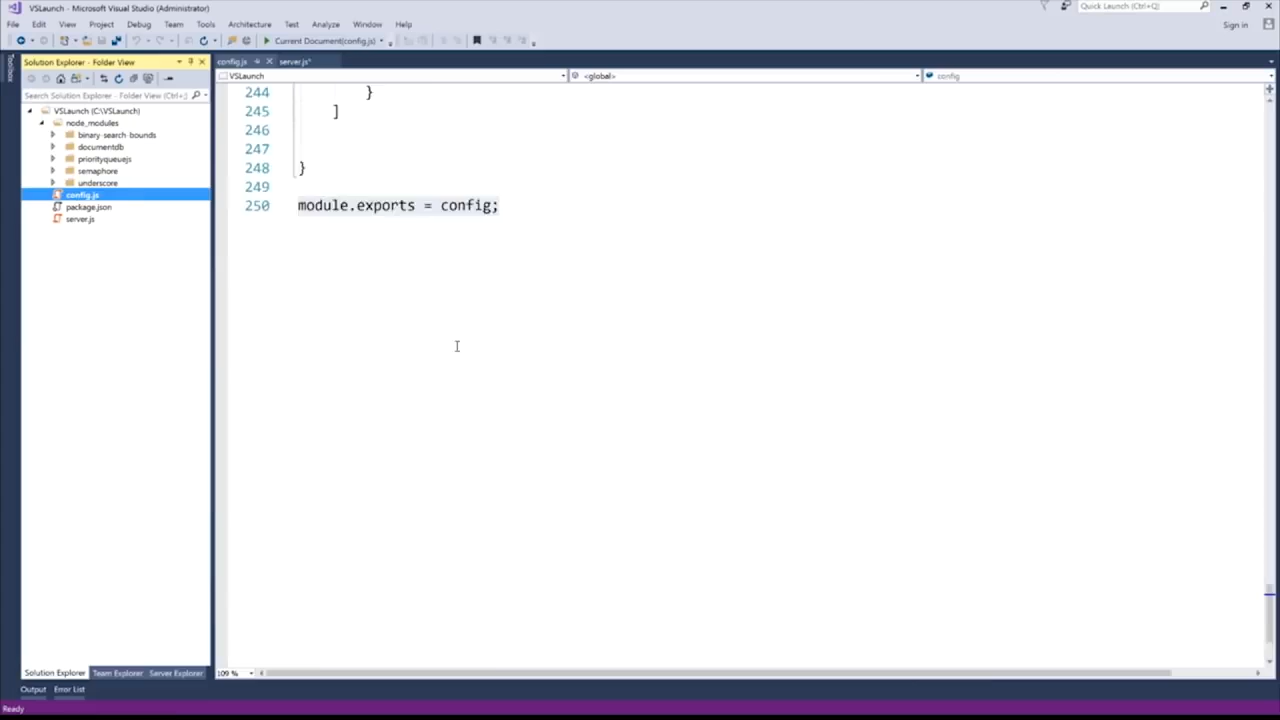 VSLaunch - Microsoft Visual Studio (Administrator)
Quick Launch (Ctrl+Q)
File Edit View Project Debug Team Tools Architecture Test Analyze Window Help
Sign in
Current Document(config.js)
Toolbox
Solution Explorer - Folder View
config.js server.js*
VSLaunch <global> config
Search Solution Explorer - Folder View (Ctrl+;)
VSLaunch (C:\VSLaunch)
node_modules
binary-search-bounds
documentdb
priorityqueuejs
semaphore
underscore
config.js
package.json
server.js
244 }
245 ]
246
247
248 }
249
250 module.exports = config;
109 %
Solution Explorer Team Explorer Server Explorer
Output Error List
Ready